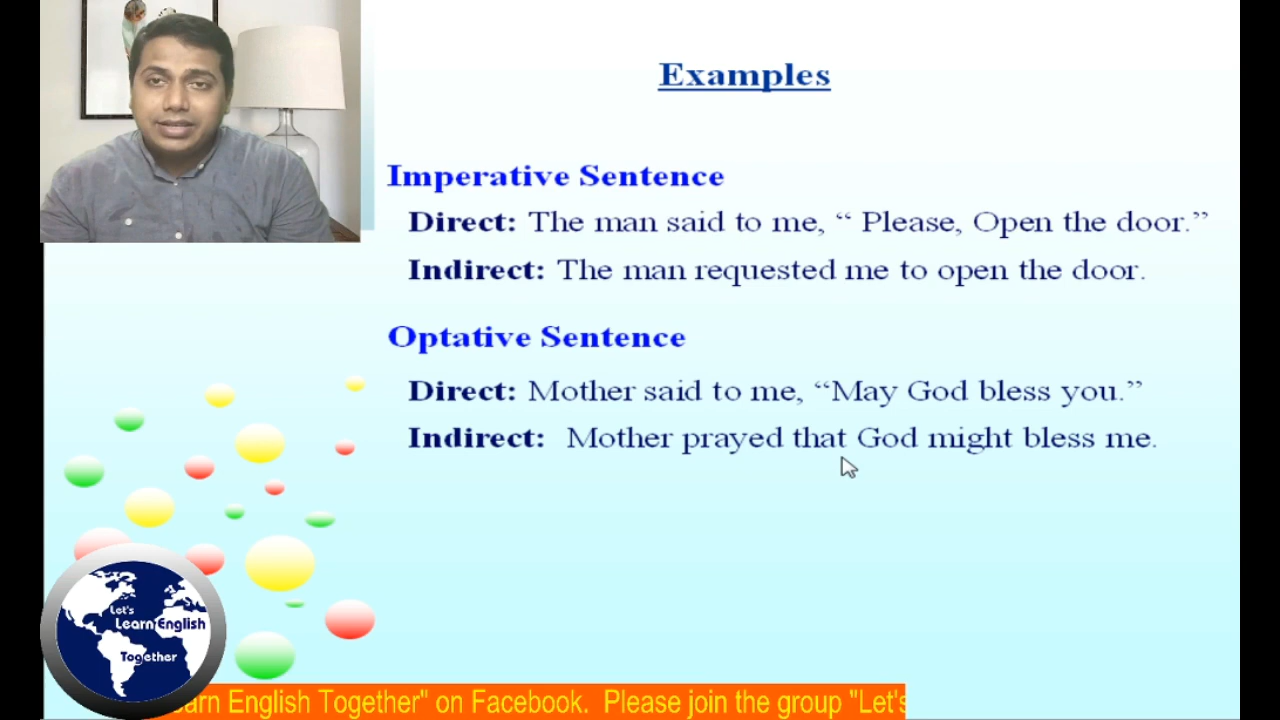 Examples
Imperative Sentence
Direct: The man said to me, “ Please, Open the door.”
Indirect: The man requested me to open the door.
Optative Sentence
Direct: Mother said to me, “May God bless you.”
Indirect: Mother prayed that God might bless me.
Let's
Learn English
Together
English Together" on Facebook. Please join the group "Let's